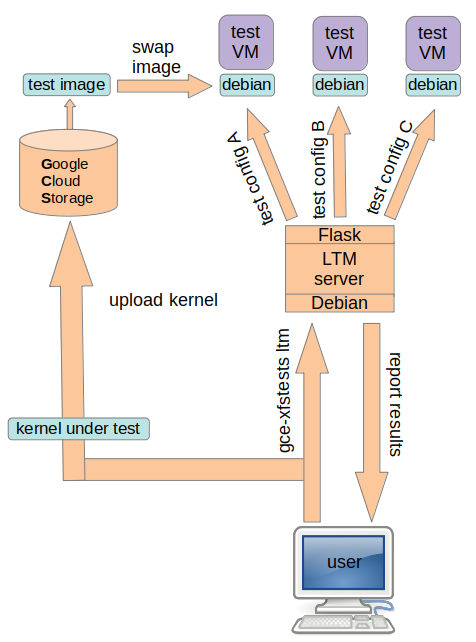 swap
image
test
VM
test
VM
test
VM
test image
debian
debian
debian
Google
Cloud
Storage
test config A
test config B
test config C
Flask
LTM
server
Debian
upload kernel
gce-xfstests ltm
report results
kernel under test
user